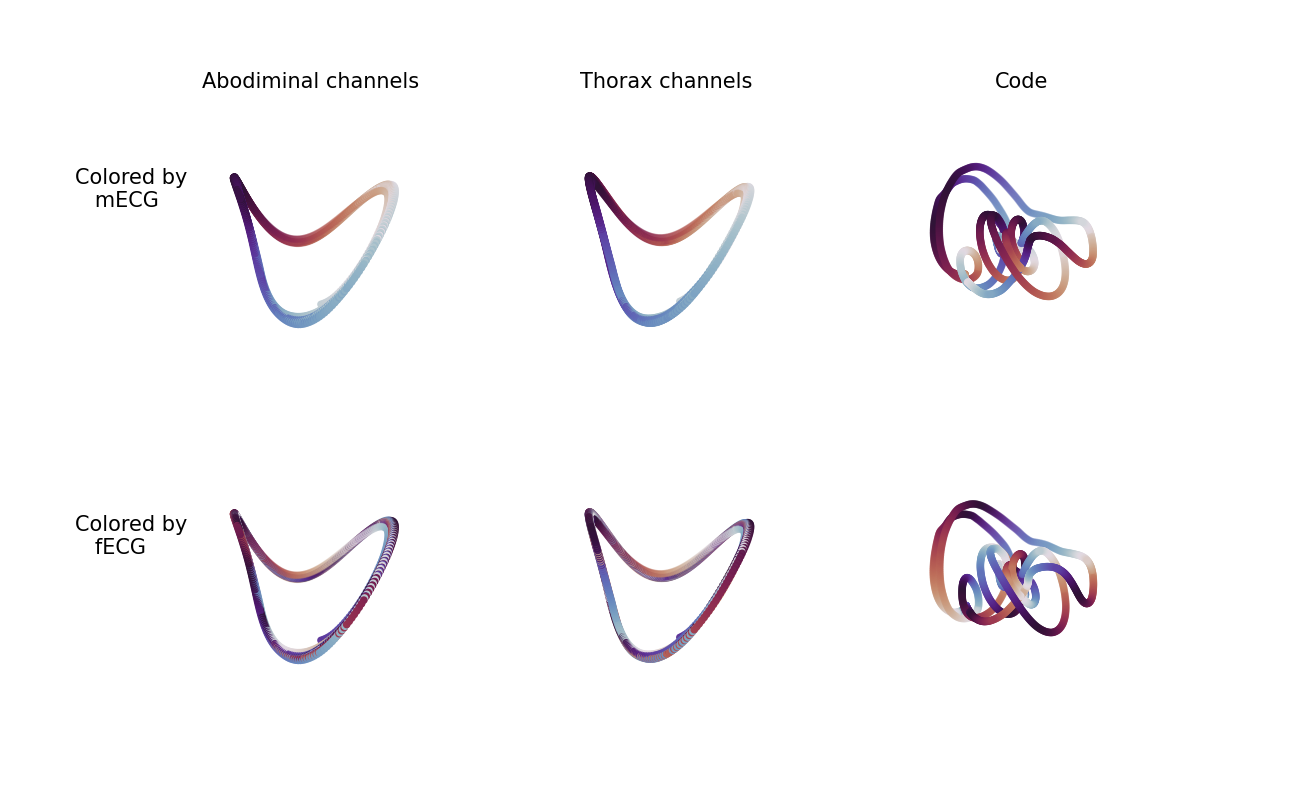 Abodiminal channels
Thorax channels
Code
Colored by
mECG
Colored by
fECG